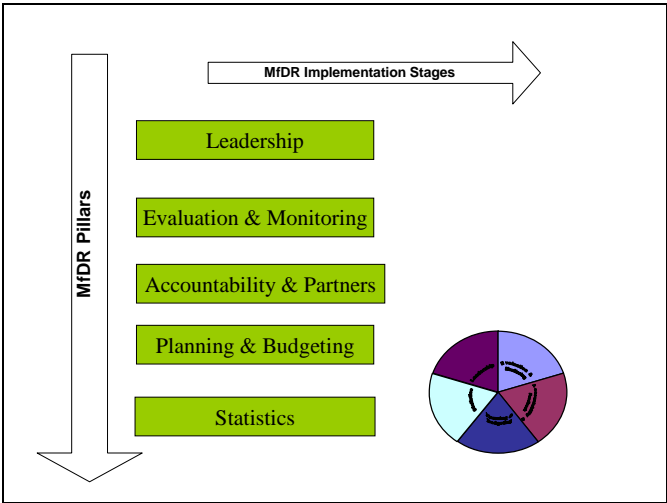 MfDR Implementation Stages
MfDR Pillars
Leadership
Evaluation & Monitoring
Accountability & Partners
Planning & Budgeting
Statistics